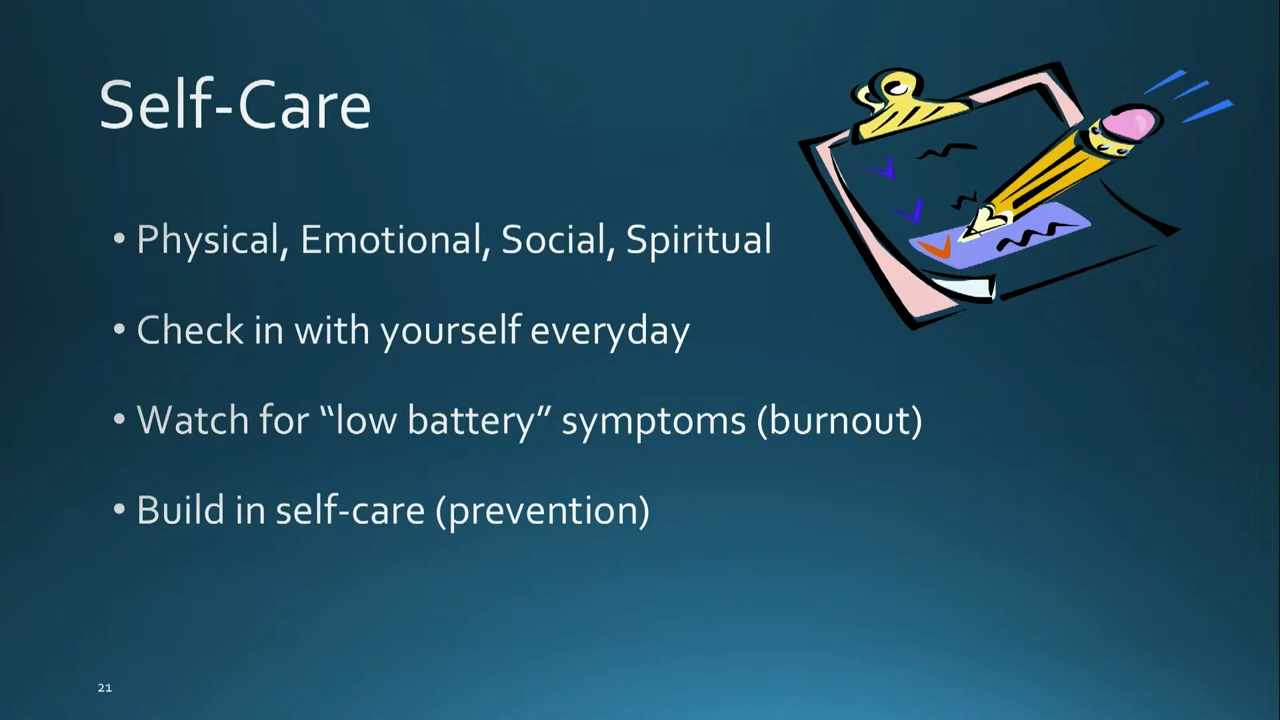 Self-Care
• Physical, Emotional, Social, Spiritual
• Check in with yourself everyday
• Watch for “low battery” symptoms (burnout)
• Build in self-care (prevention)
21